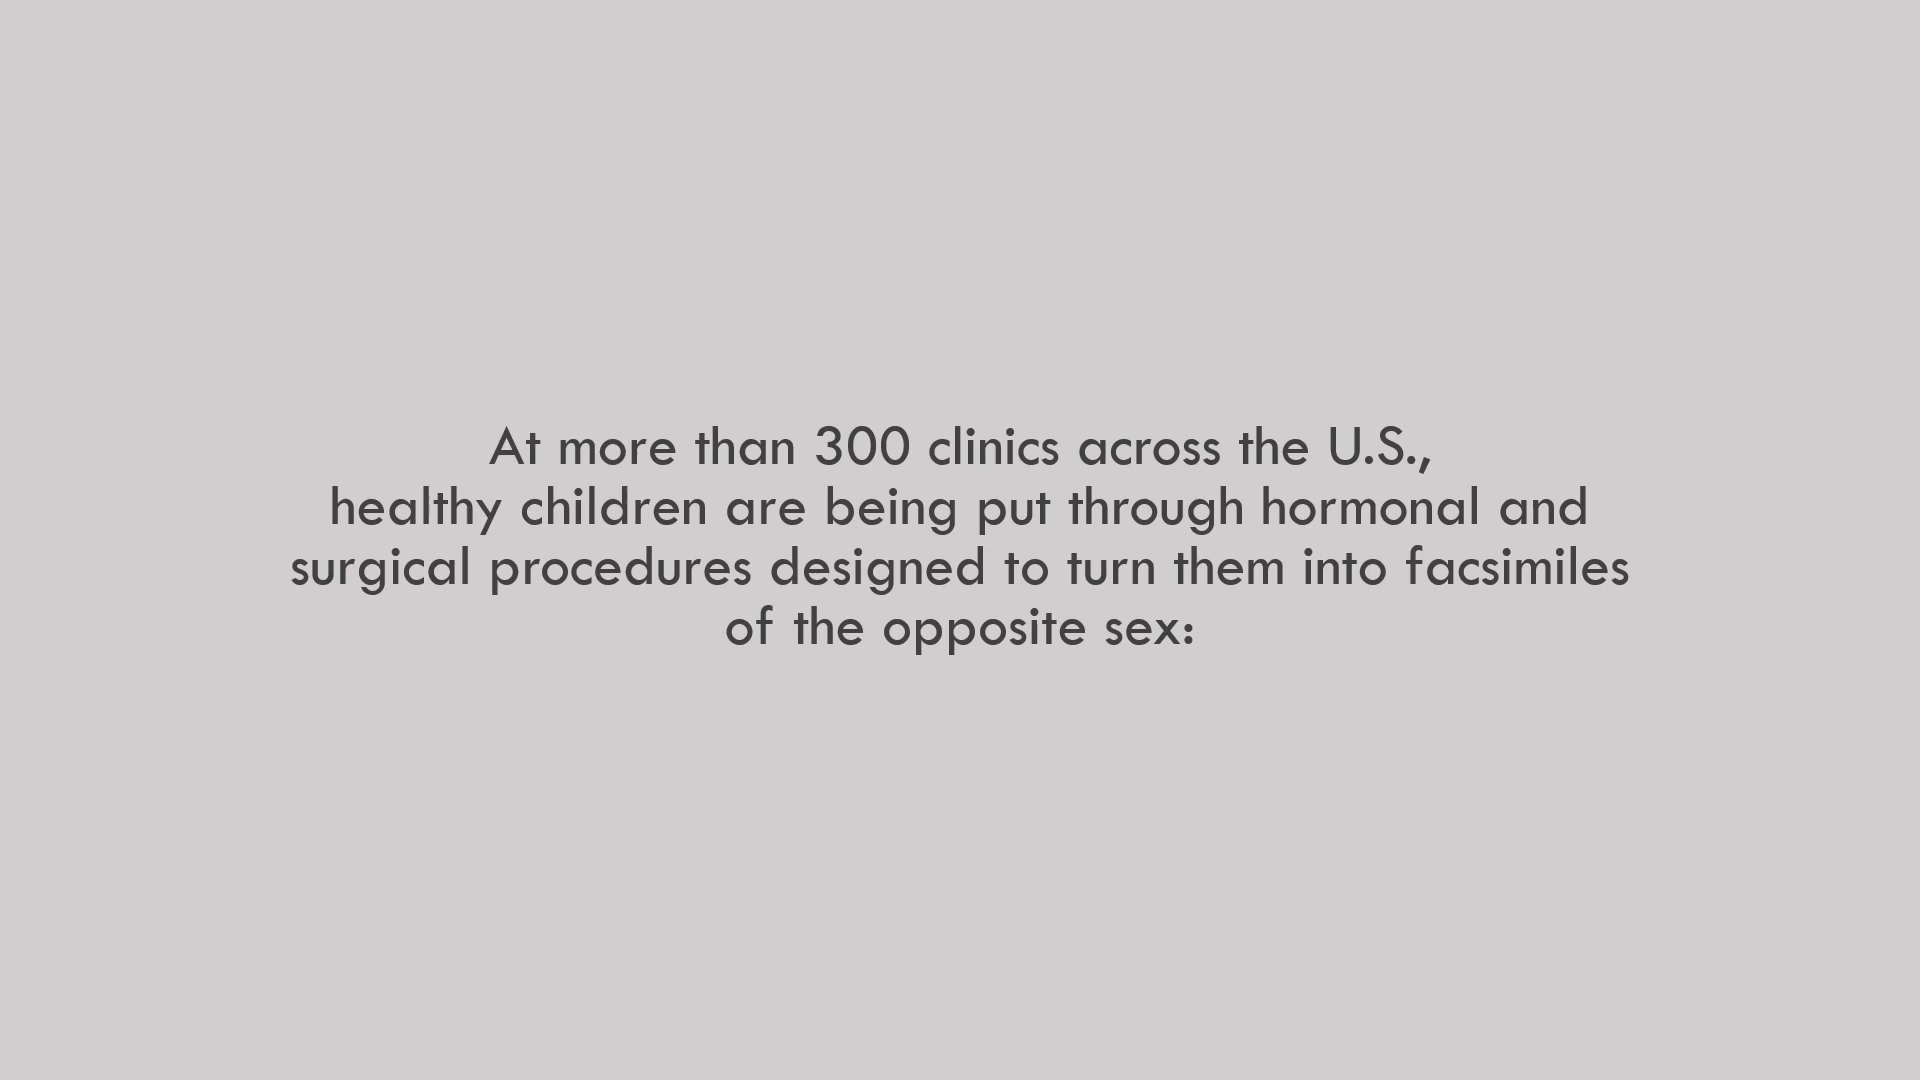 At more than 300 clinics across the U.S.,
healthy children are being put through hormonal and
surgical procedures designed to turn them into facsimiles
of the opposite sex: